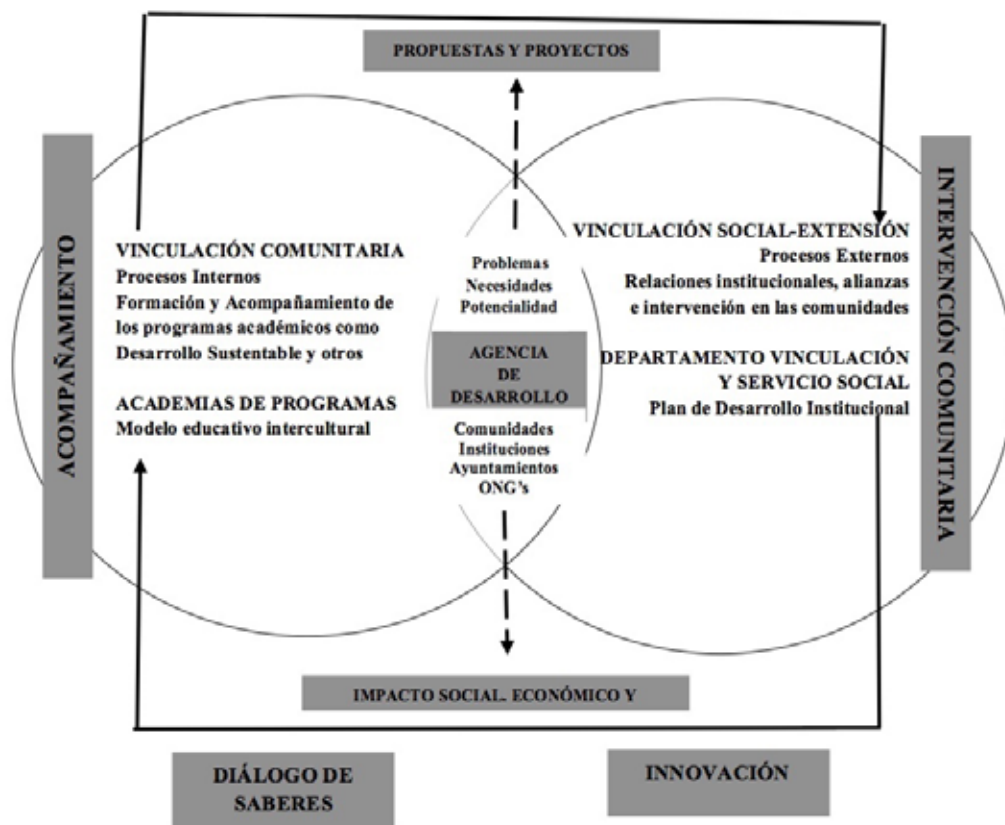 PROPUESTAS Y PROYECTOS
ACOMPAÑAMIENTO
VINCULACIÓN COMUNITARIA
Procesos Internos
Formación y Acompañamiento de
los programas académicos como
Desarrollo Sustentable y otros
ACADEMIAS DE PROGRAMAS
Modelo educativo intercultural
Problemas
Necesidades
Potencialidad
AGENCIA
DE
DESARROLLO
Comunidades
Instituciones
Ayuntamientos
ONG's
VINCULACIÓN SOCIAL-EXTENSIÓN
Procesos Externos
Relaciones institucionales, alianzas
e intervención en las comunidades
DEPARTAMENTO VINCULACIÓN
Y SERVICIO SOCIAL
Plan de Desarrollo Institucional
INTERVENCIÓN COMUNITARIA
IMPACTO SOCIAL. ECONÓMICO Y
DIÁLOGO DE
SABERES
INNOVACIÓN